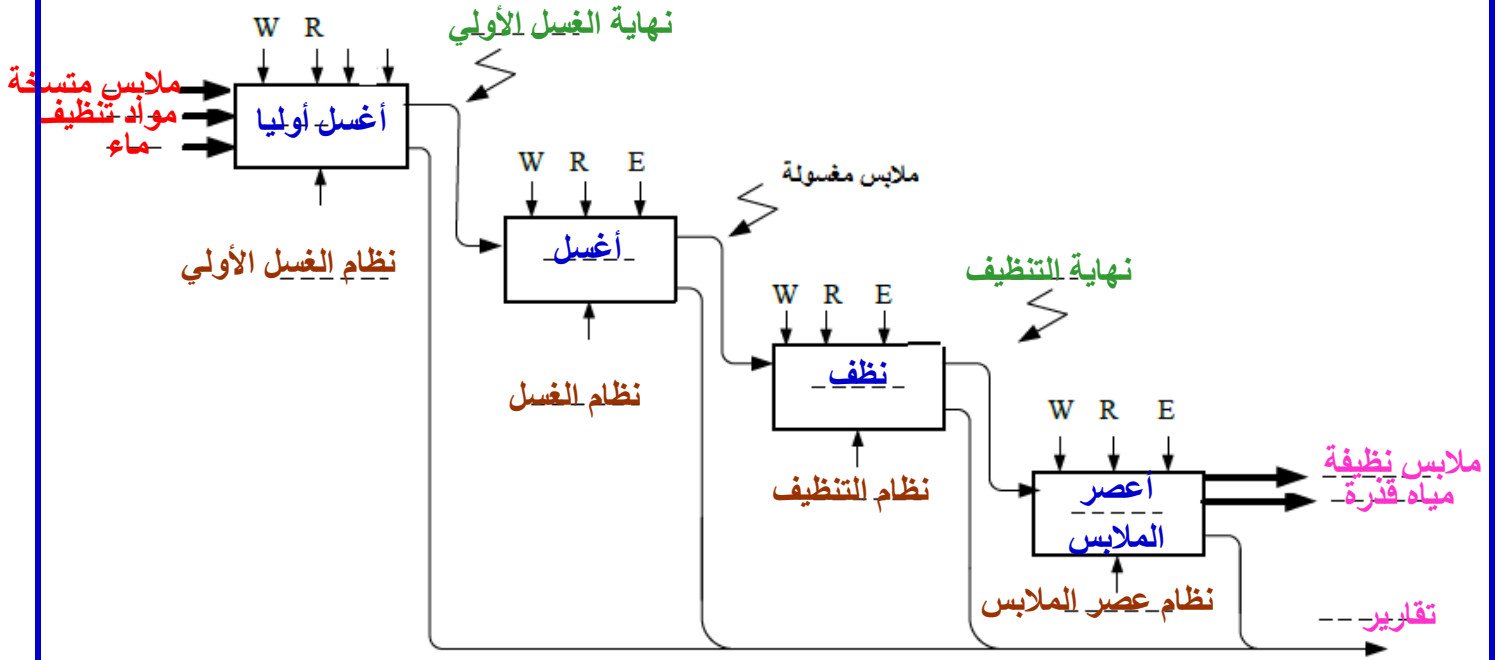 نهاية الغسل الأولي
W R
ملابس متسخة
مواد تنظيف
ماء
أغسل أوليا
نظام الغسل الأولي
W R E
ملابس مغسولة
أغسل
نظام الغسل
نهاية التنظيف
W R E
نظف
نظام التنظيف
W R E
أعصر
الملابس
ملابس نظيفة
مياه قذرة
نظام عصر الملابس
تقارير